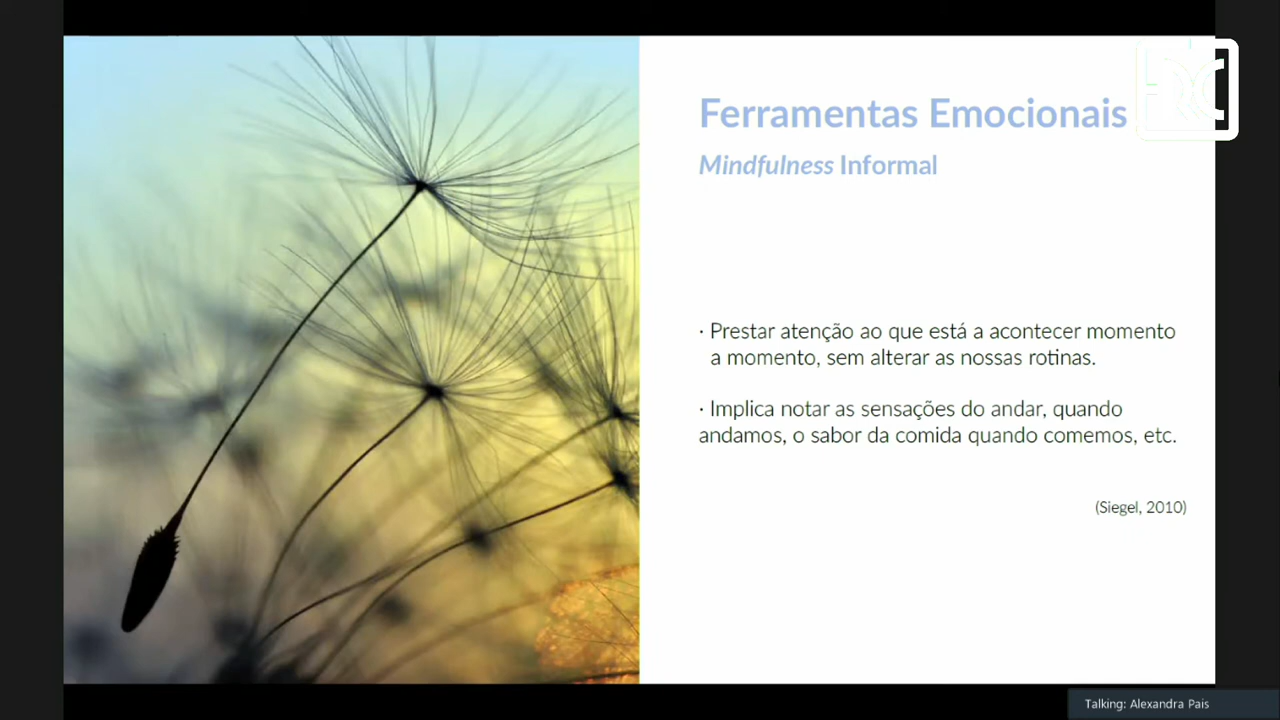 Ferramentas Emocionais
Mindfulness Informal
· Prestar atenção ao que está a acontecer momento
a momento, sem alterar as nossas rotinas.
· Implica notar as sensações do andar, quando
andamos, o sabor da comida quando comemos, etc.
(Siegel, 2010)
Talking: Alexandra Pais